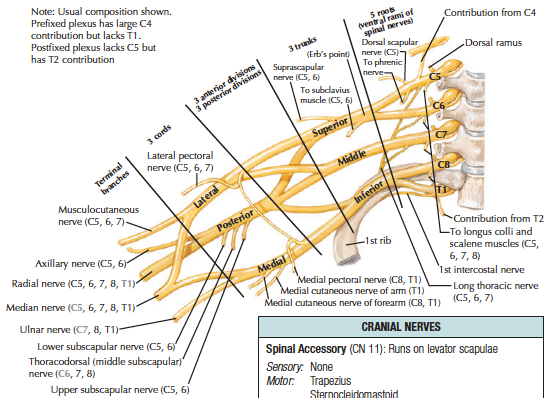 Note: Usual composition shown.
Prefixed plexus has large C4
contribution but lacks T1.
Postfixed plexus lacks C5 but
has T2 contribution
5 roots
(ventral rami of
spinal nerves)
Contribution from C4
3 trunks
(Erb's point)
Dorsal scapular
nerve (C5)
Dorsal ramus
To phrenic
nerve
3 anterior divisions
3 posterior divisions
Suprascapular
nerve (C5, 6)
To subclavius
muscle (C5, 6)
C5
C6
C7
C8
T1
Superior
Middle
Inferior
3 cords
Lateral pectoral
nerve (C5, 6, 7)
Terminal
branches
Lateral
Posterior
Medial
Musculocutaneous
nerve (C5, 6, 7)
Axillary nerve (C5, 6)
Radial nerve (C5, 6, 7, 8, T1)
Median nerve (C5, 6, 7, 8, T1)
Ulnar nerve (C7, 8, T1)
Lower subscapular nerve (C5, 6)
Thoracodorsal (middle subscapular)
nerve (C6, 7, 8)
Upper subscapular nerve (C5, 6)
1st rib
Contribution from T2
To longus colli and
scalene muscles (C5,
6, 7, 8)
1st intercostal nerve
Long thoracic nerve
(C5, 6, 7)
Medial pectoral nerve (C8, T1)
Medial cutaneous nerve of arm (T1)
Medial cutaneous nerve of forearm (C8, T1)
CRANIAL NERVES
Spinal Accessory (CN 11): Runs on levator scapulae
Sensory: None
Motor: Trapezius
Sternocleidomastoid